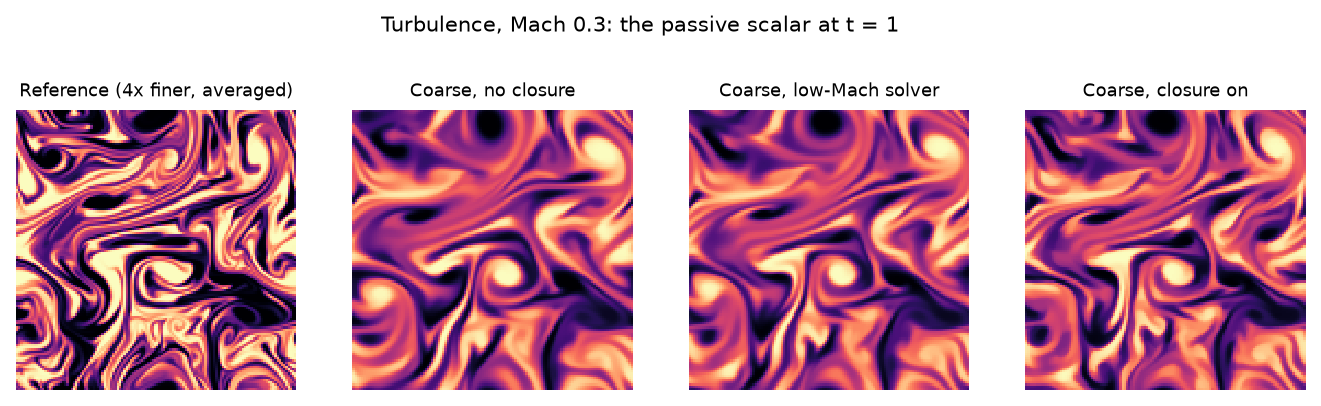 Turbulence, Mach 0.3: the passive scalar at t = 1
Reference (4x finer, averaged)
Coarse, no closure
Coarse, low-Mach solver
Coarse, closure on